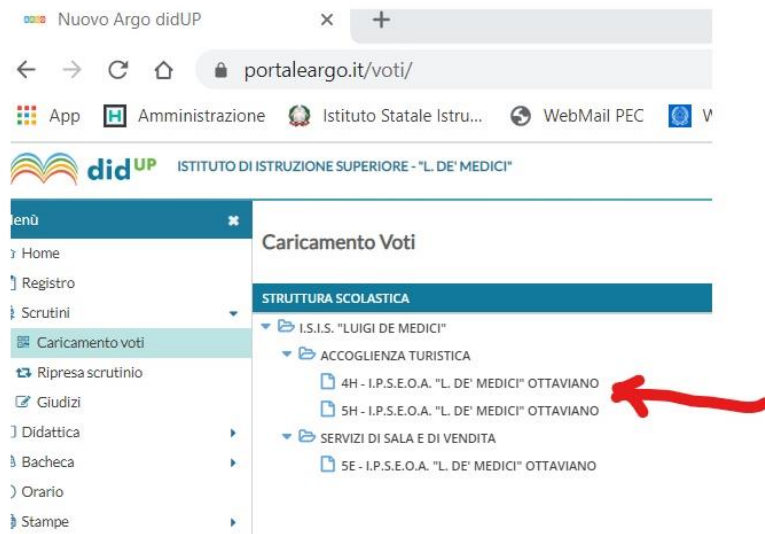 Nuovo Argo didUP
portaleargo.it/voti/
App Amministrazione Istituto Statale Istru... WebMail PEC W
didUP ISTITUTO DI ISTRUZIONE SUPERIORE - "L. DE' MEDICI"
enù
Home
Registro
Scrutini
Caricamento voti
Ripresa scrutinio
Giudizi
Didattica
Bacheca
Orario
Stampe
Caricamento Voti
STRUTTURA SCOLASTICA
I.S.I.S. "LUIGI DE MEDICI"
ACCOGLIENZA TURISTICA
4H - I.P.S.E.O.A. "L. DE' MEDICI" OTTAVIANO
5H - I.P.S.E.O.A. "L. DE' MEDICI" OTTAVIANO
SERVIZI DI SALA E DI VENDITA
5E - I.P.S.E.O.A. "L. DE' MEDICI" OTTAVIANO